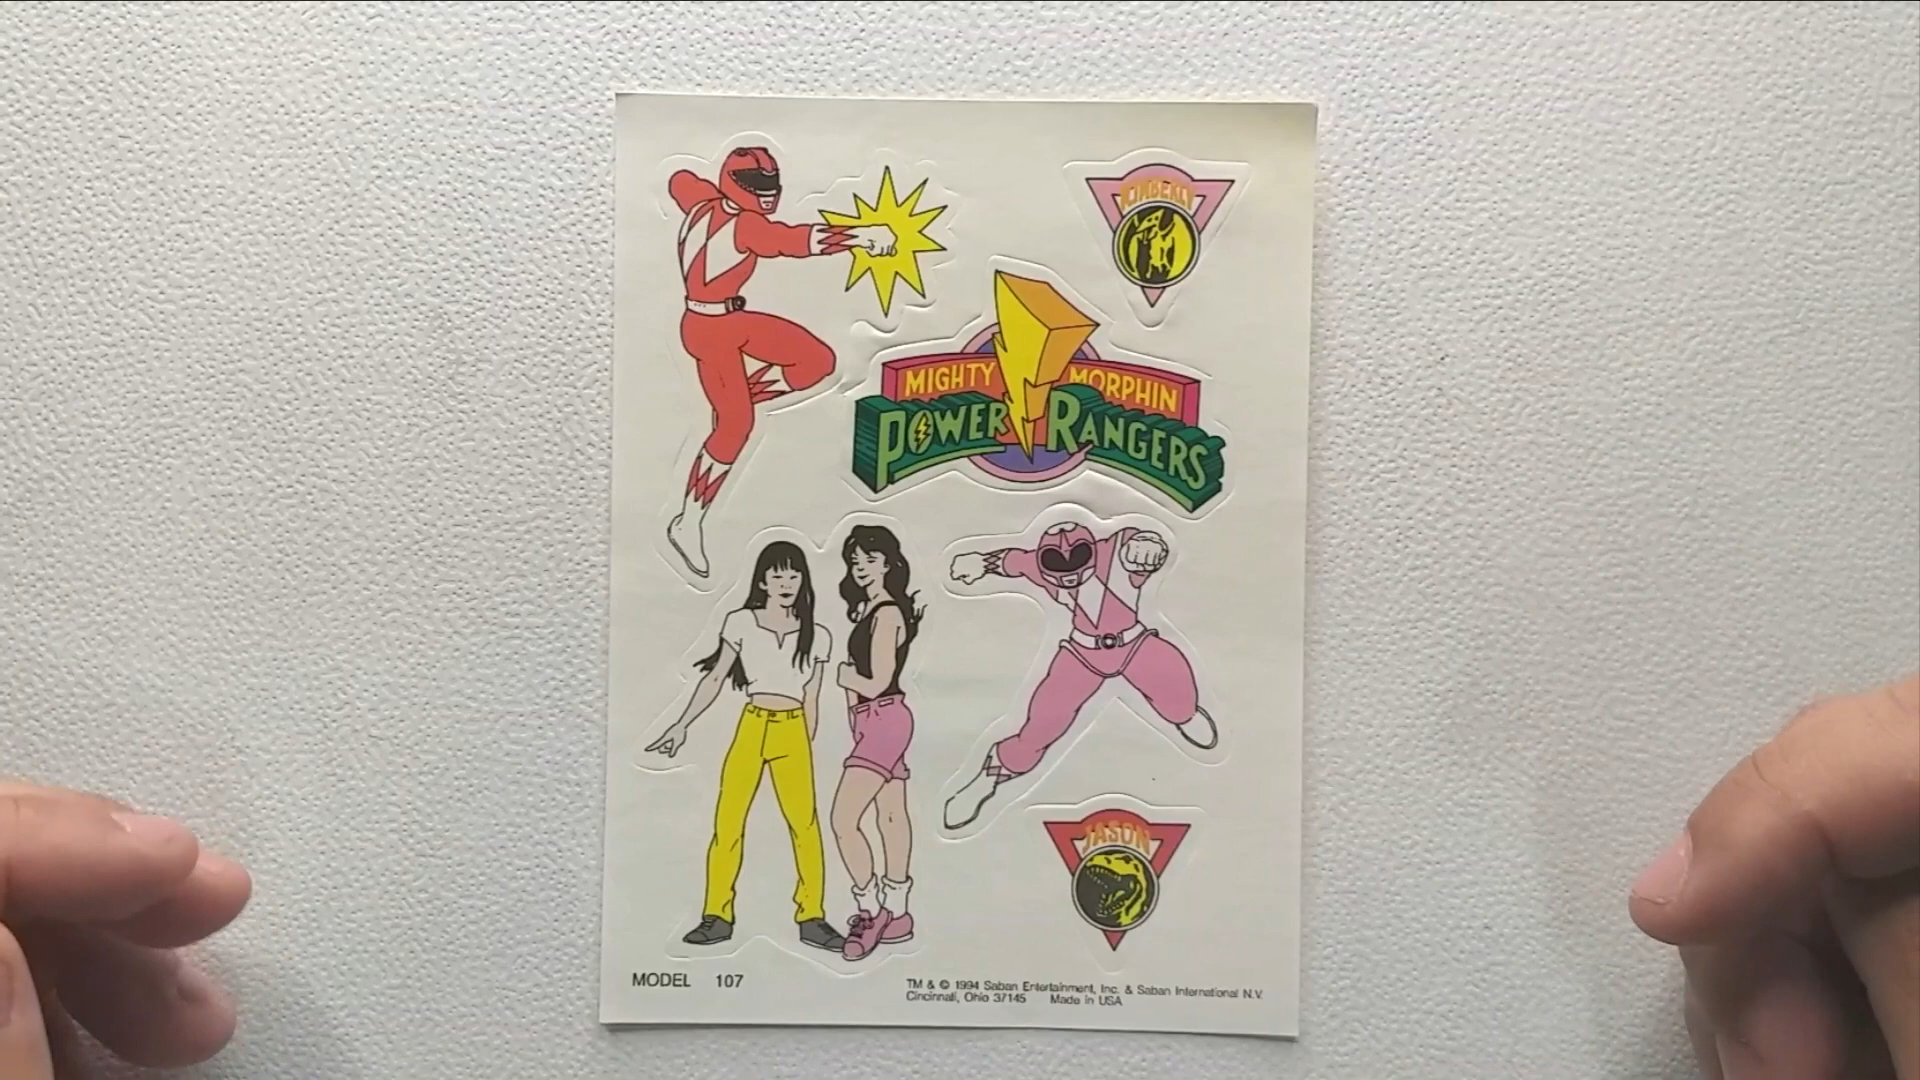 KIMBERLY
MIGHTY MORPHIN
POWER RANGERS
JASON
MODEL 107
TM & © 1994 Saban Entertainment, Inc. & Saban International N.V.
Cincinnati, Ohio 37145 Made in USA